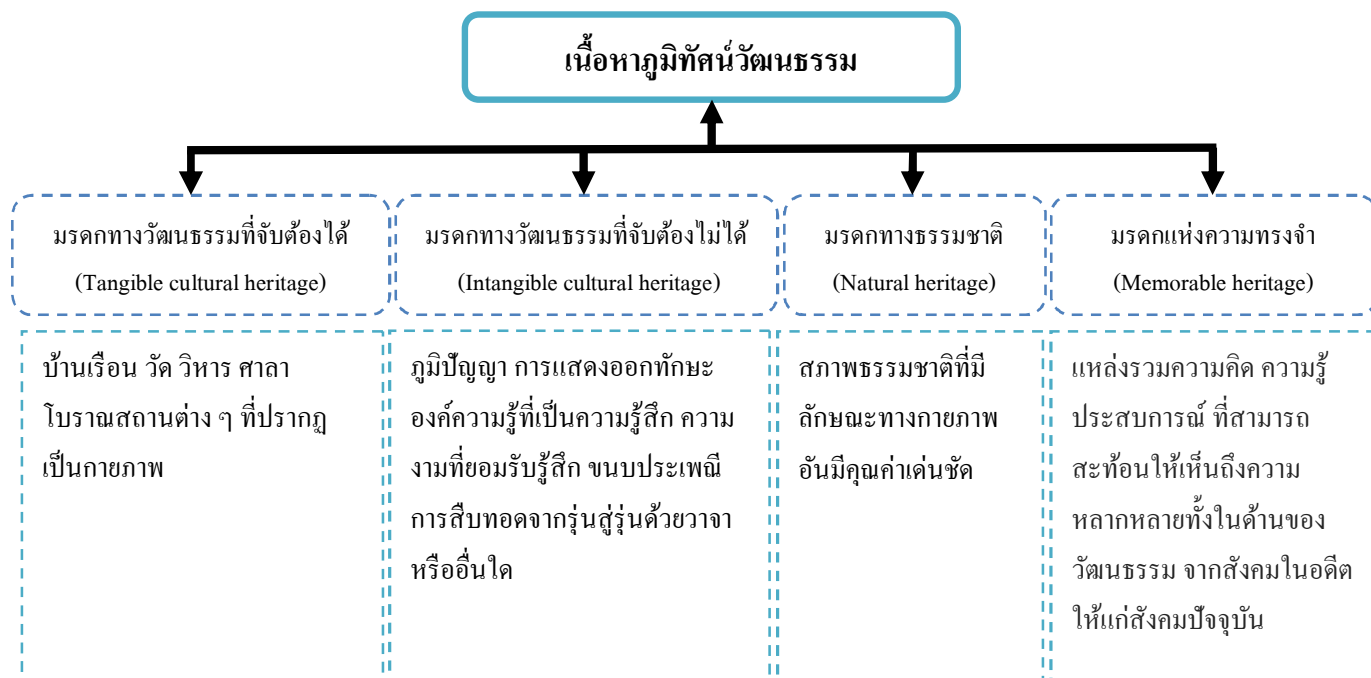 เนื้อหาภูมิทัศน์วัฒนธรรม
มรดกทางวัฒนธรรมที่จับต้องได้
(Tangible cultural heritage)
มรดกทางวัฒนธรรมที่จับต้องไม่ได้
(Intangible cultural heritage)
มรดกทางธรรมชาติ
(Natural heritage)
มรดกแห่งความทรงจำ
(Memorable heritage)
บ้านเรือน วัด วิหาร ศาลา
โบราณสถานต่าง ๆ ที่ปรากฏ
เป็นกายภาพ
ภูมิปัญญา การแสดงออกทักษะ
องค์ความรู้ที่เป็นความรู้สึก ความ
งามที่ยอมรับรู้สึก ขนบประเพณี
การสืบทอดจากรุ่นสู่รุ่นด้วยวาจา
หรืออื่นใด
สภาพธรรมชาติที่มี
ลักษณะทางกายภาพ
อันมีคุณค่าเด่นชัด
แหล่งรวมความคิด ความรู้
ประสบการณ์ ที่สามารถ
สะท้อนให้เห็นถึงความ
หลากหลายทั้งในด้านของ
วัฒนธรรม จากสังคมในอดีต
ให้แก่สังคมปัจจุบัน